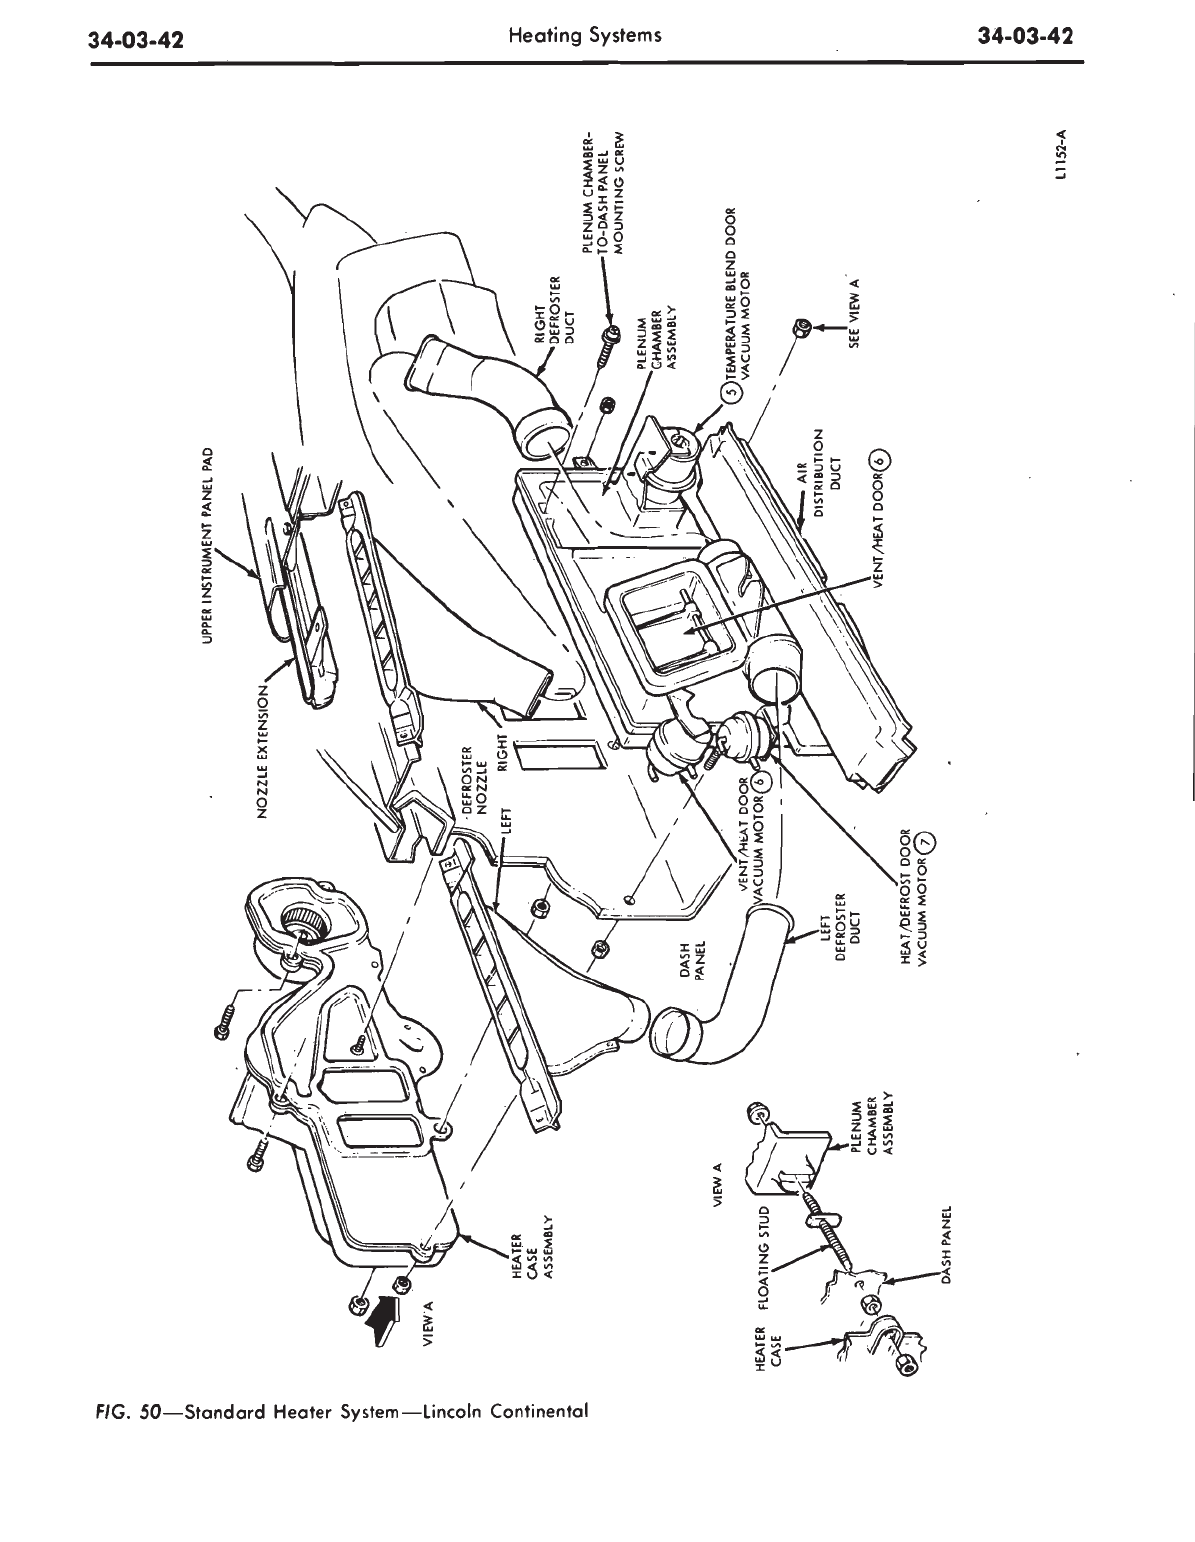 34-03-42
Heating Systems
34-03-42
UPPER INSTRUMENT PANEL PAD
NOZZLE EXTENSION
PLENUM CHAMBER-
TO-DASH PANEL
MOUNTING SCREW
RIGHT
DEFROSTER
DUCT
PLENUM
CHAMBER
ASSEMBLY
5 TEMPERATURE BLEND DOOR
VACUUM MOTOR
SEE VIEW A
AIR
DISTRIBUTION
DUCT
VENT/HEAT DOOR 6
DEFROSTER
NOZZLE
RIGHT
LEFT
VENT/HEAT DOOR
VACUUM MOTOR 6
HEAT/DEFROST DOOR
VACUUM MOTOR 7
LEFT
DEFROSTER
DUCT
DASH
PANEL
HEATER
CASE
ASSEMBLY
VIEW A
VIEW A
PLENUM
CHAMBER
ASSEMBLY
FLOATING STUD
DASH PANEL
HEATER
CASE
L1152-A
FIG. 50—Standard Heater System—Lincoln Continental